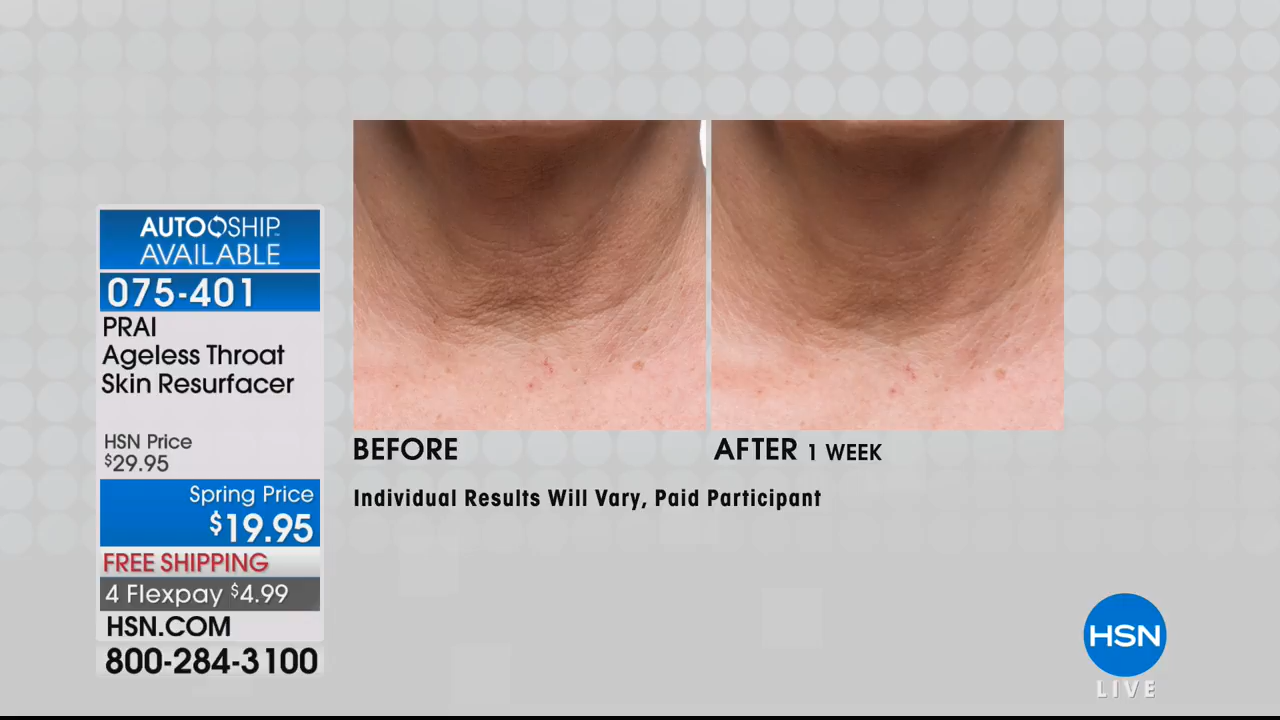 AUTO SHIP
AVAILABLE
075-401
PRAI
Ageless Throat
Skin Resurfacer
HSN Price
$29.95
Spring Price
$19.95
FREE SHIPPING
4 Flexpay $4.99
HSN.COM
800-284-3100
BEFORE
AFTER 1 WEEK
Individual Results Will Vary, Paid Participant
HSN
LIVE